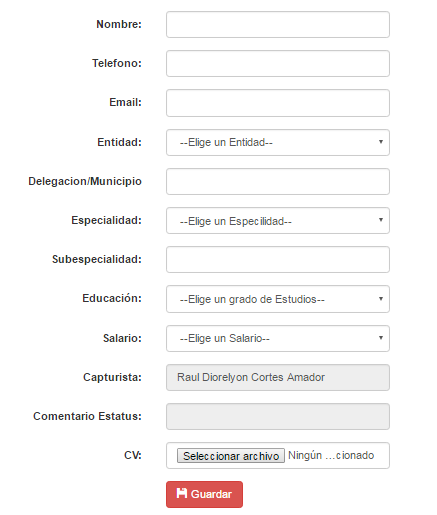 Nombre:
Telefono:
Email:
Entidad: --Elige un Entidad--
Delegacion/Municipio
Especialidad: --Elige un Especilidad--
Subespecialidad:
Educación: --Elige un grado de Estudios--
Salario: --Elige un Salario--
Capturista: Raul Diorelyon Cortes Amador
Comentario Estatus:
CV: Seleccionar archivo Ningún ...cionado
Guardar